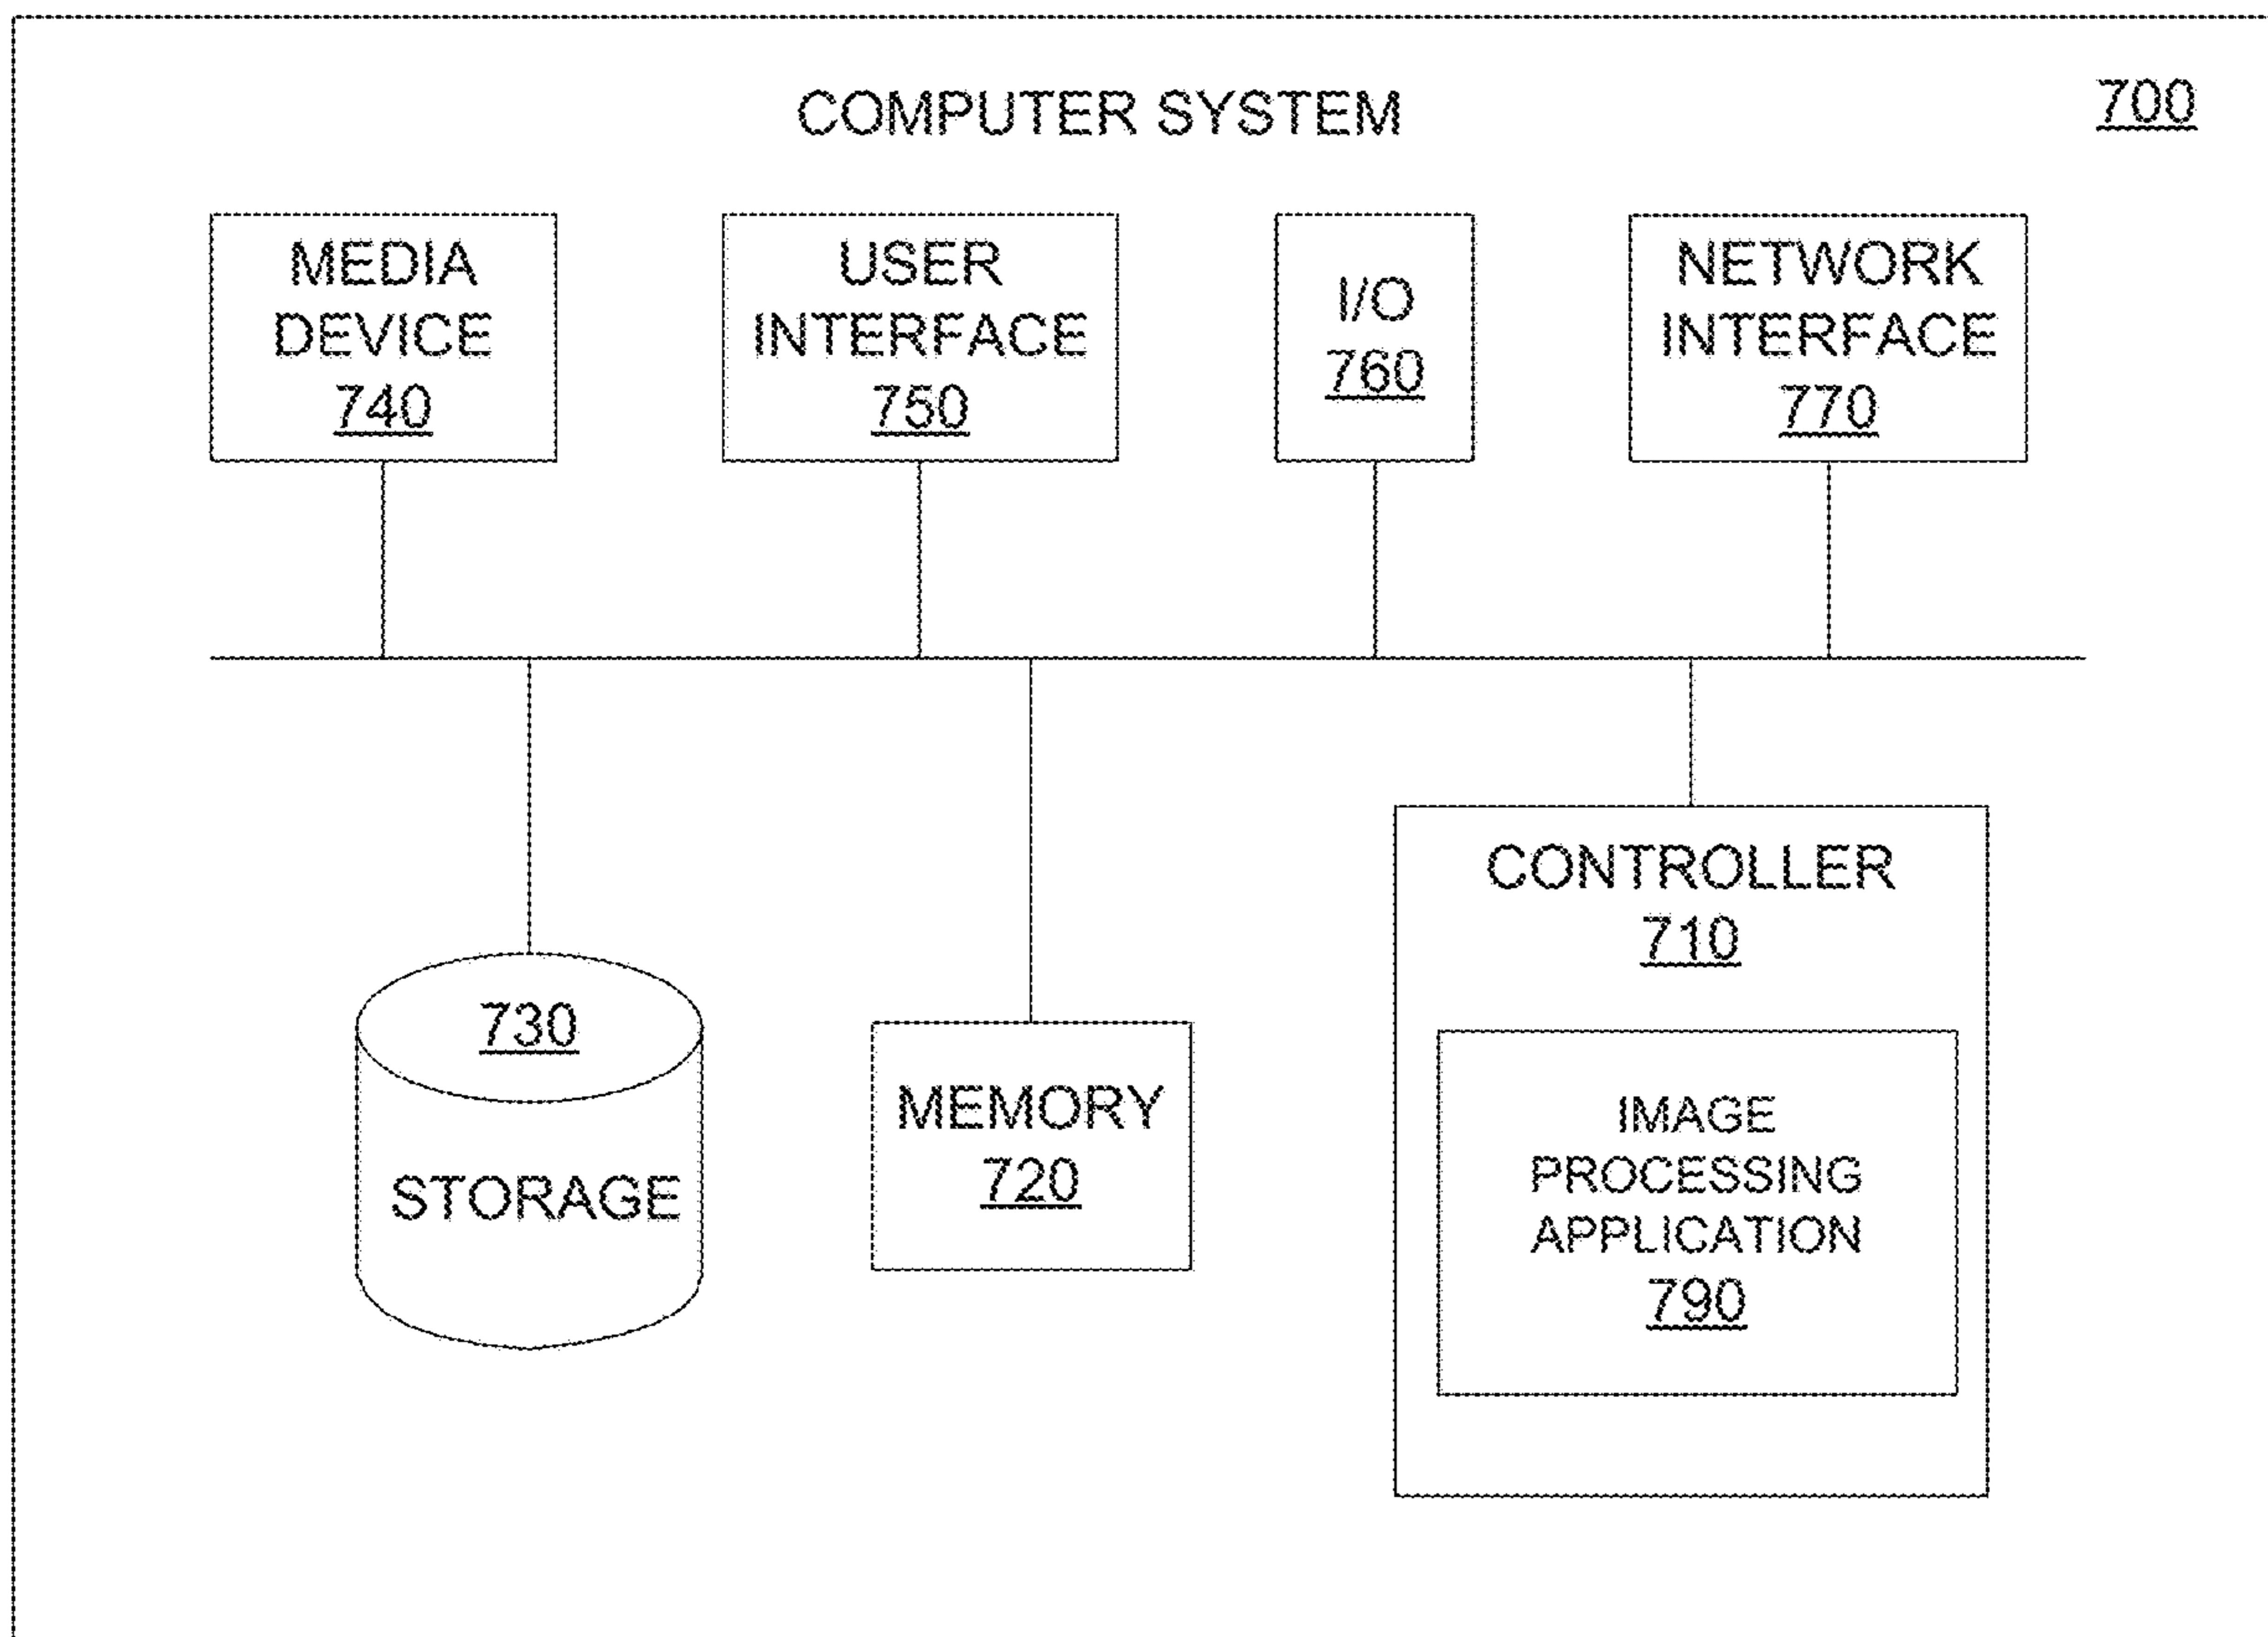 COMPUTER SYSTEM
700
MEDIA
DEVICE
740
USER
INTERFACE
750
I/O
760
NETWORK
INTERFACE
770
730
STORAGE
MEMORY
720
CONTROLLER
710
IMAGE
PROCESSING
APPLICATION
790